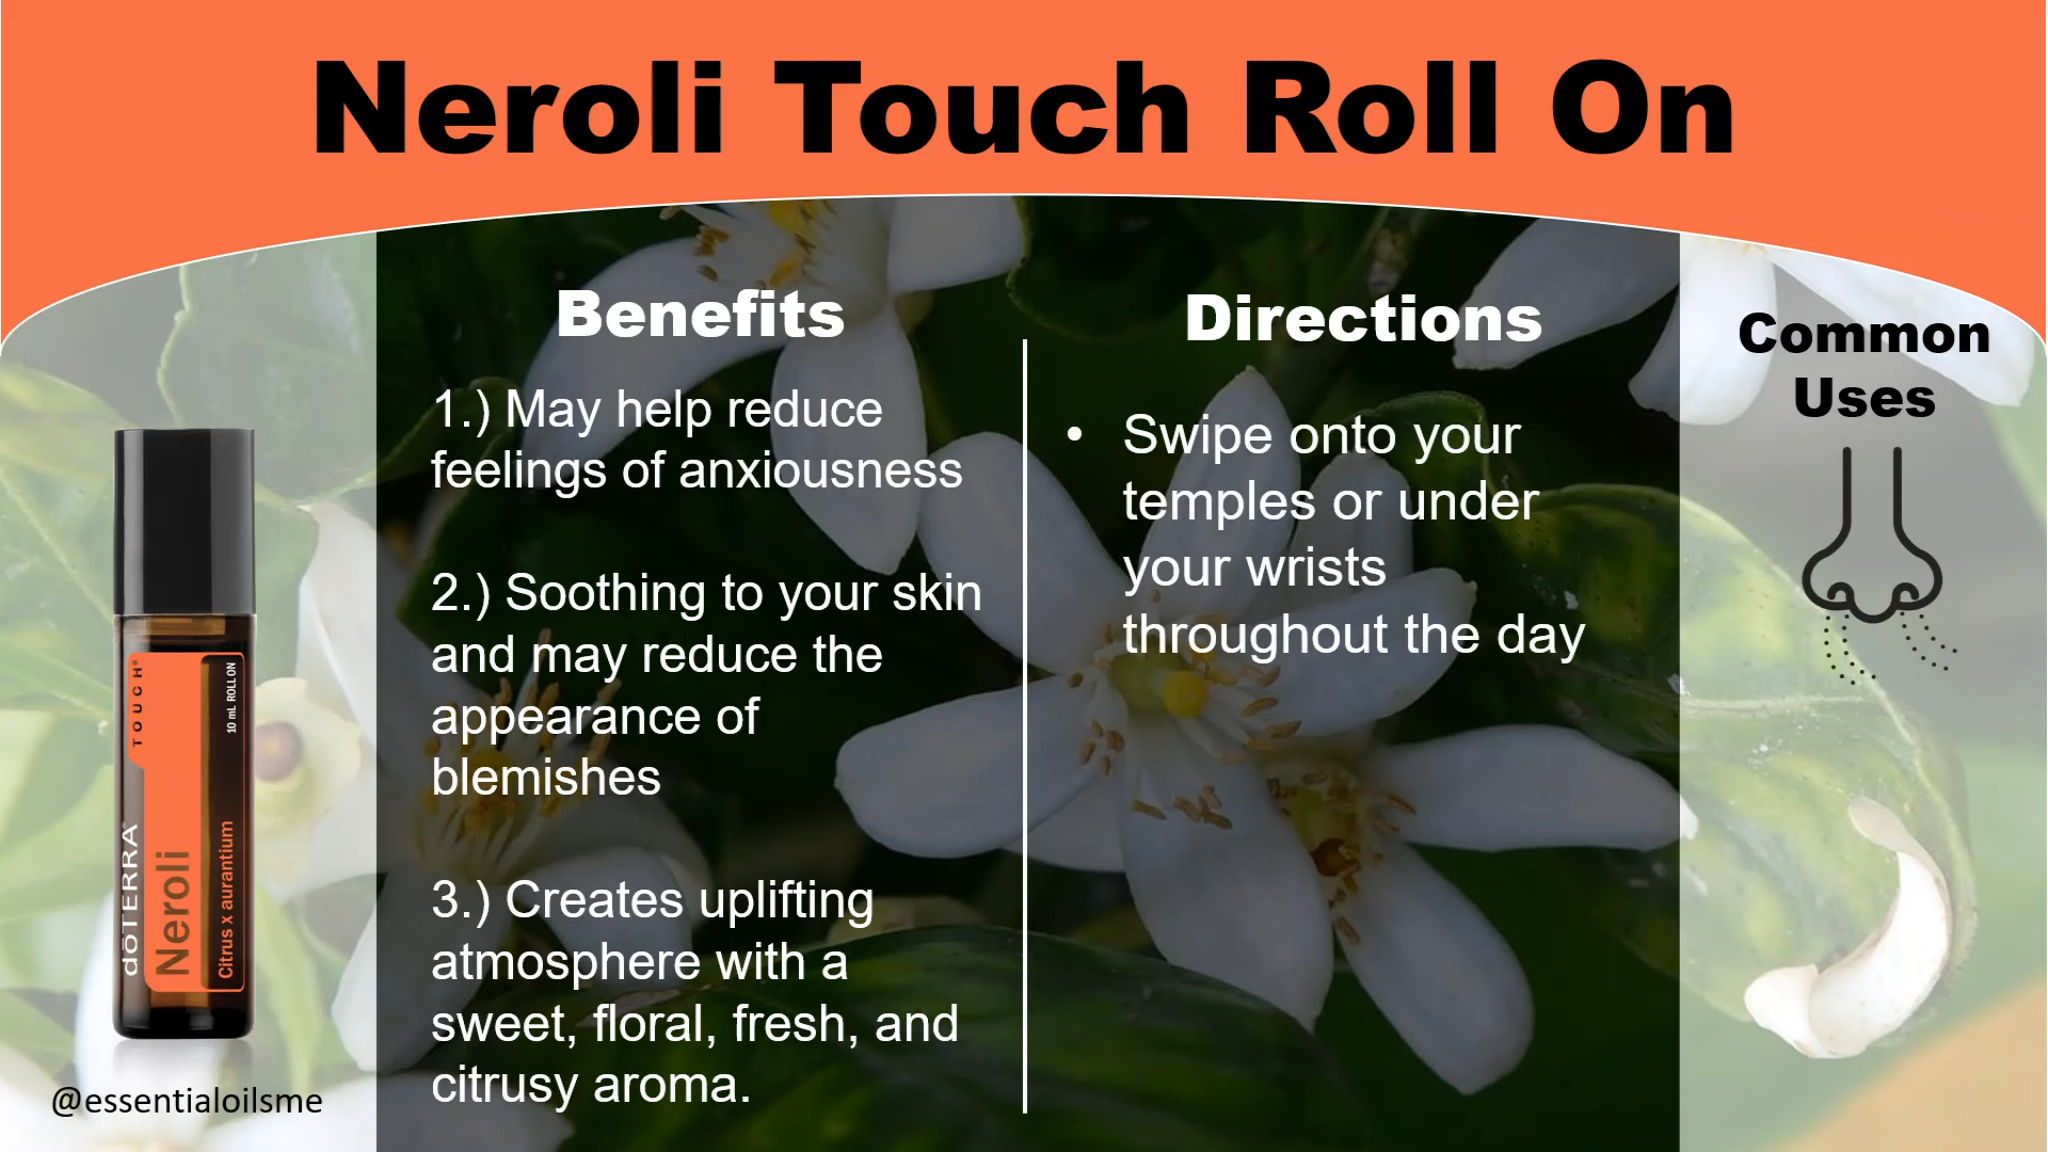 Neroli Touch Roll On
Benefits
1.) May help reduce
feelings of anxiousness
2.) Soothing to your skin
and may reduce the
appearance of
blemishes
3.) Creates uplifting
atmosphere with a
sweet, floral, fresh, and
citrusy aroma.
Directions
• Swipe onto your
temples or under
your wrists
throughout the day
Common
Uses
dōTERRA®
TOUCH®
Neroli
Citrus x aurantium
10 mL ROLL ON
@essentialoilsme